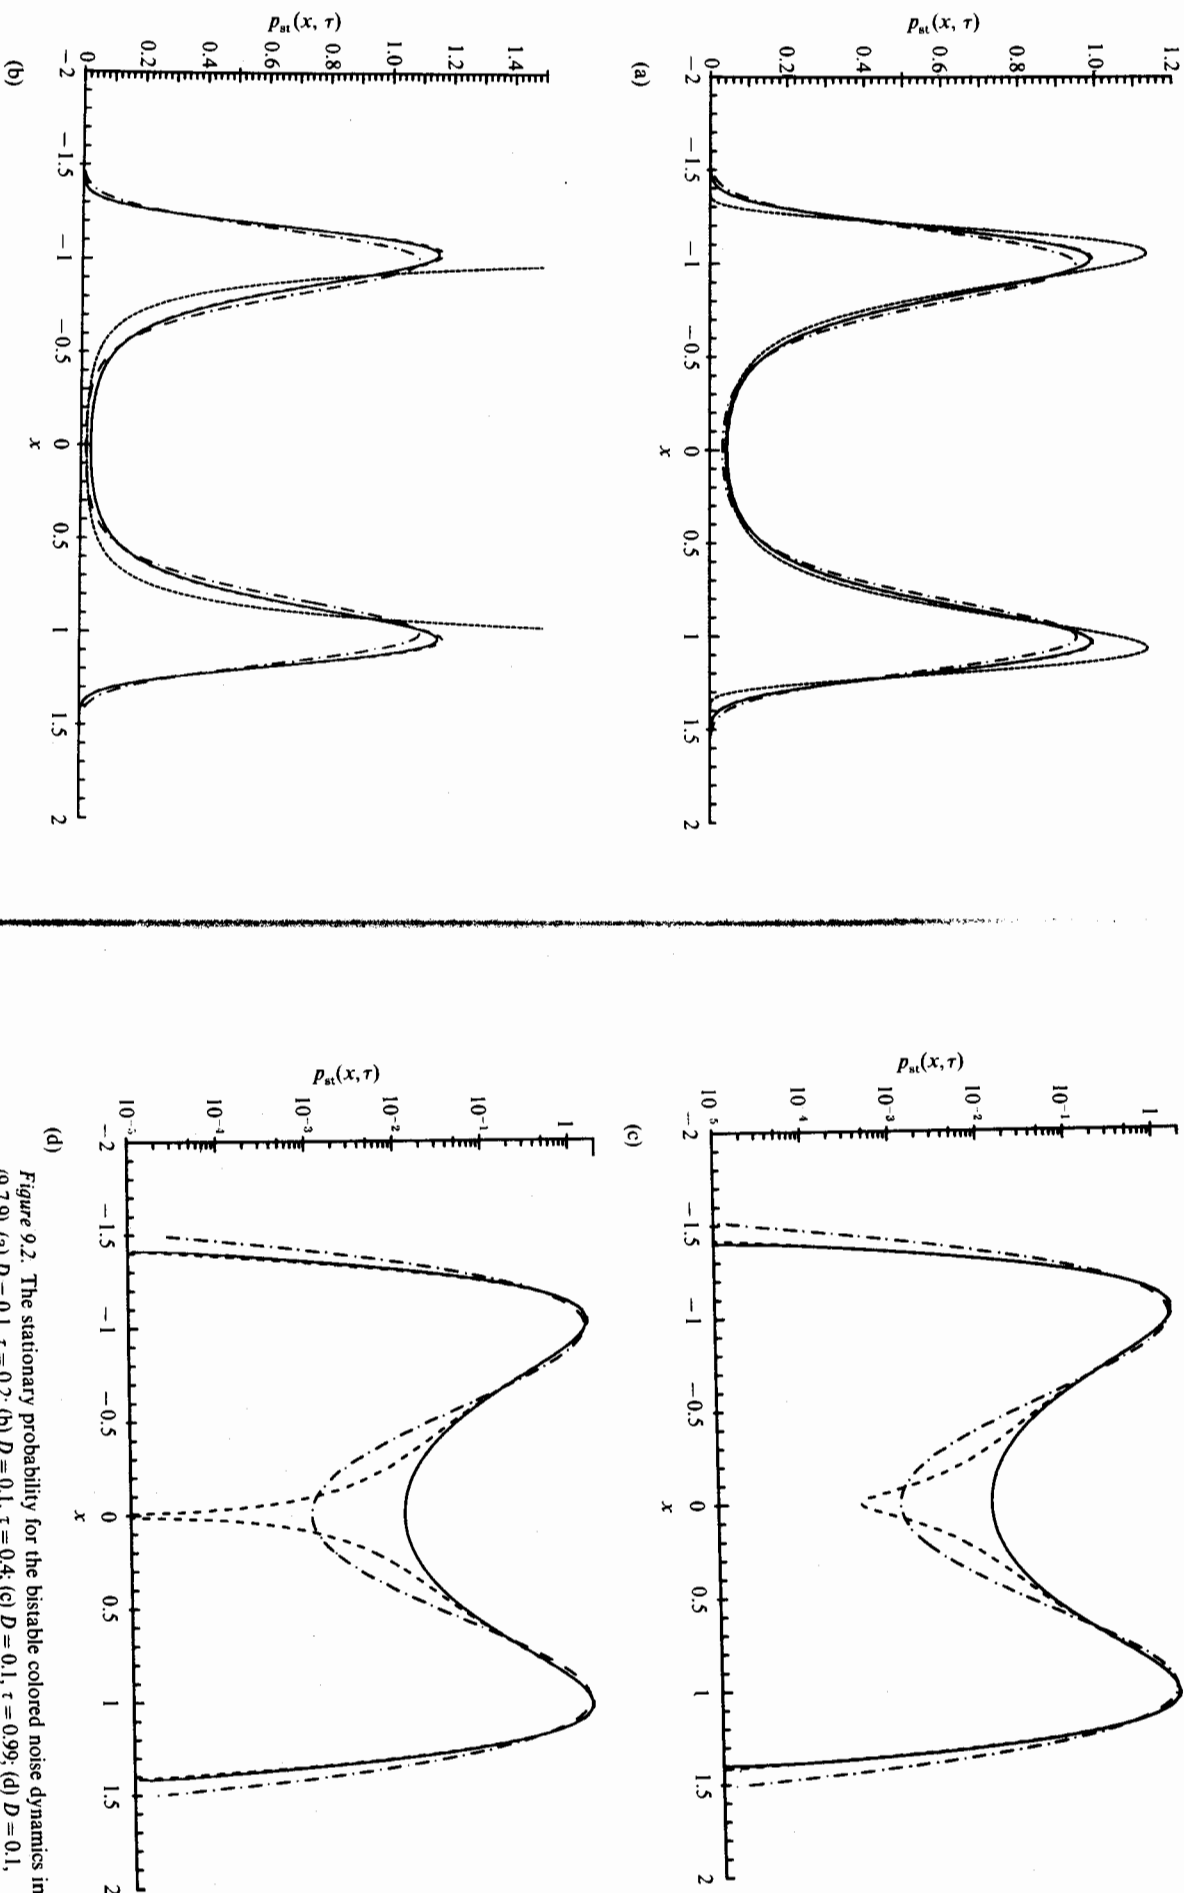 p_st(x, τ)
1.2
1.0
0.8
0.6
0.4
0.2
0
−2 −1.5 −1 −0.5 0 0.5 1 1.5 2
x
(a)
p_st(x, τ)
1.4
1.2
1.0
0.8
0.6
0.4
0.2
0
−2 −1.5 −1 −0.5 0 0.5 1 1.5 2
x
(b)
p_st(x,τ)
1
10⁻¹
10⁻²
10⁻³
10⁻⁴
10⁻⁵
−2 −1.5 −1 −0.5 0 0.5 1 1.5 2
x
(c)
p_st(x,τ)
1
10⁻¹
10⁻²
10⁻³
10⁻⁴
10⁻⁵
−2 −1.5 −1 −0.5 0 0.5 1 1.5 2
x
(d)
Figure 9.2. The stationary probability for the bistable colored noise dynamics in
(9.7.9). (a) D = 0.1, τ = 0.2; (b) D = 0.1, τ = 0.4; (c) D = 0.1, τ = 0.99; (d) D = 0.1,